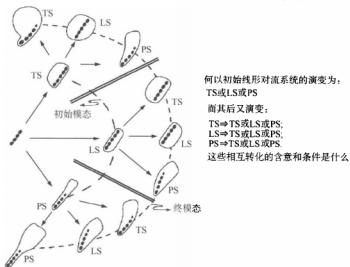 TS
LS
PS
TS
TS
初始模态
LS
LS
PS
PS
终模态
PS
LS
TS
何以初始线形对流系统的演变为:
TS或LS或PS
而其后又演变:
TS⇒TS或LS或PS;
LS⇒TS或LS或PS;
PS⇒TS或LS或PS.
这些相互转化的含意和条件是什么